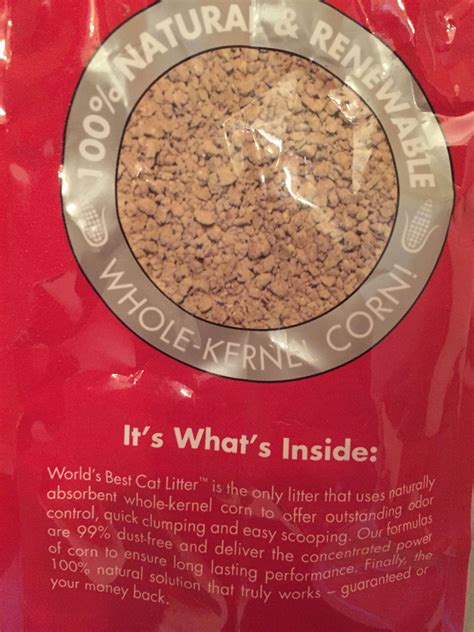 100% NATURAL & RENEWABLE
WHOLE-KERNEL CORN!
It's What's Inside:
World's Best Cat Litter™ is the only litter that uses naturally
absorbent whole-kernel corn to offer outstanding odor
control, quick clumping and easy scooping. Our formulas
are 99% dust-free and deliver the concentrated power
of corn to ensure long lasting performance. Finally, the
100% natural solution that truly works – guaranteed or
your money back.